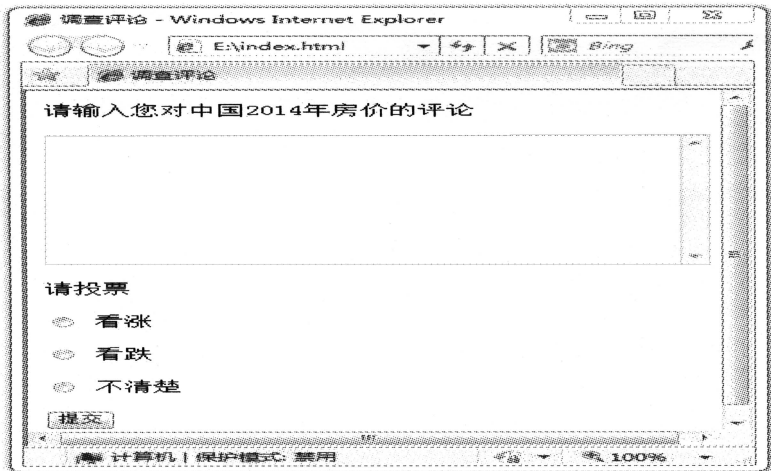 调查评论 - Windows Internet Explorer
E:\index.html
Bing
调查评论
请输入您对中国2014年房价的评论
请投票
看涨
看跌
不清楚
提交
计算机 | 保护模式: 禁用
100%